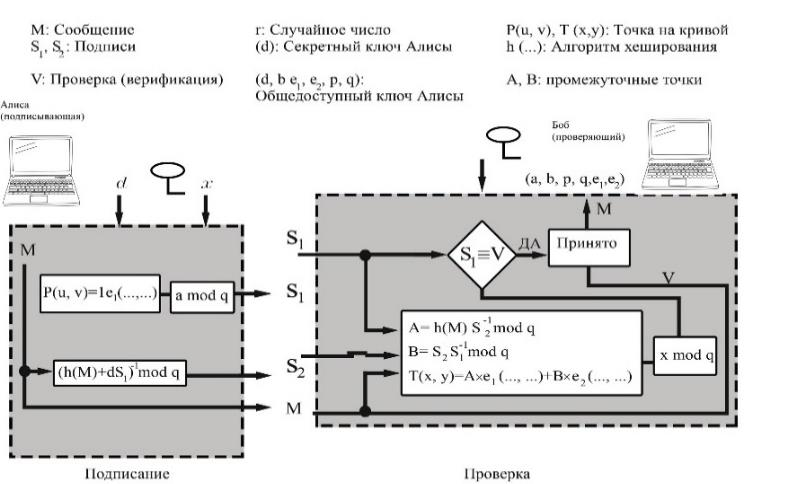 M: Сообщение
r: Случайное число
P(u, v), T (x,y): Точка на кривой
S₁, S₂: Подписи
(d): Секретный ключ Алисы
h (...): Алгоритм хеширования
V: Проверка (верификация)
(d, b e₁, e₂, p, q):
Общедоступный ключ Алисы
A, B: промежуточные точки
Алиса
(подписывающая)
Боб
(проверяющий)
d
x
(a, b, p, q,e₁,e₂)
M
M
S₁
S₁≡V
ДА
Принято
V
P(u, v)=1e₁(...,...)
a mod q
S₁
A= h(M) S₂⁻¹mod q
B= S₂ S₁⁻¹mod q
T(x, y)=A×e₁ (..., ...)+B×e₂(..., ...)
x mod q
(h(M)+dS₁)⁻¹mod q
S₂
M
Подписание
Проверка